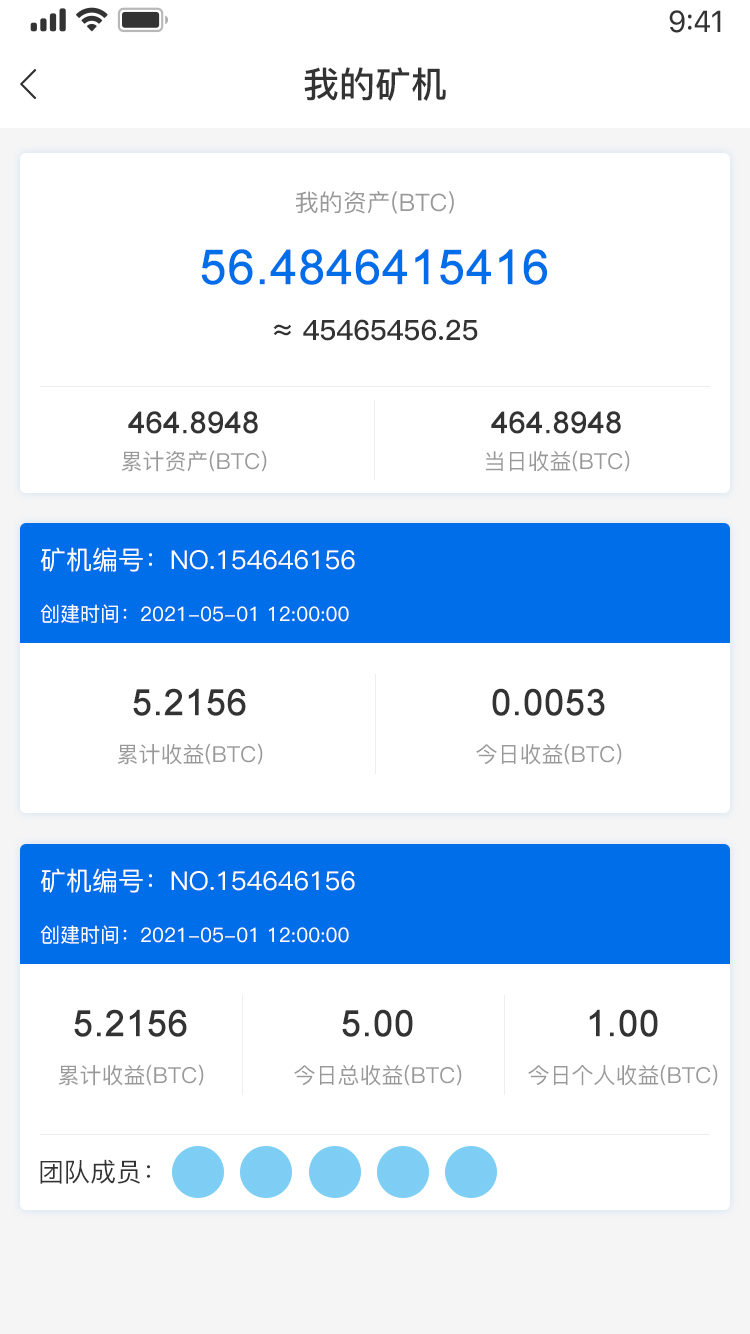 9:41
我的矿机
我的资产(BTC)
56.4846415416
≈ 45465456.25
464.8948 464.8948
累计资产(BTC) 当日收益(BTC)
矿机编号：NO.154646156
创建时间：2021-05-01 12:00:00
5.2156 0.0053
累计收益(BTC) 今日收益(BTC)
矿机编号：NO.154646156
创建时间：2021-05-01 12:00:00
5.2156 5.00 1.00
累计收益(BTC) 今日总收益(BTC) 今日个人收益(BTC)
团队成员：